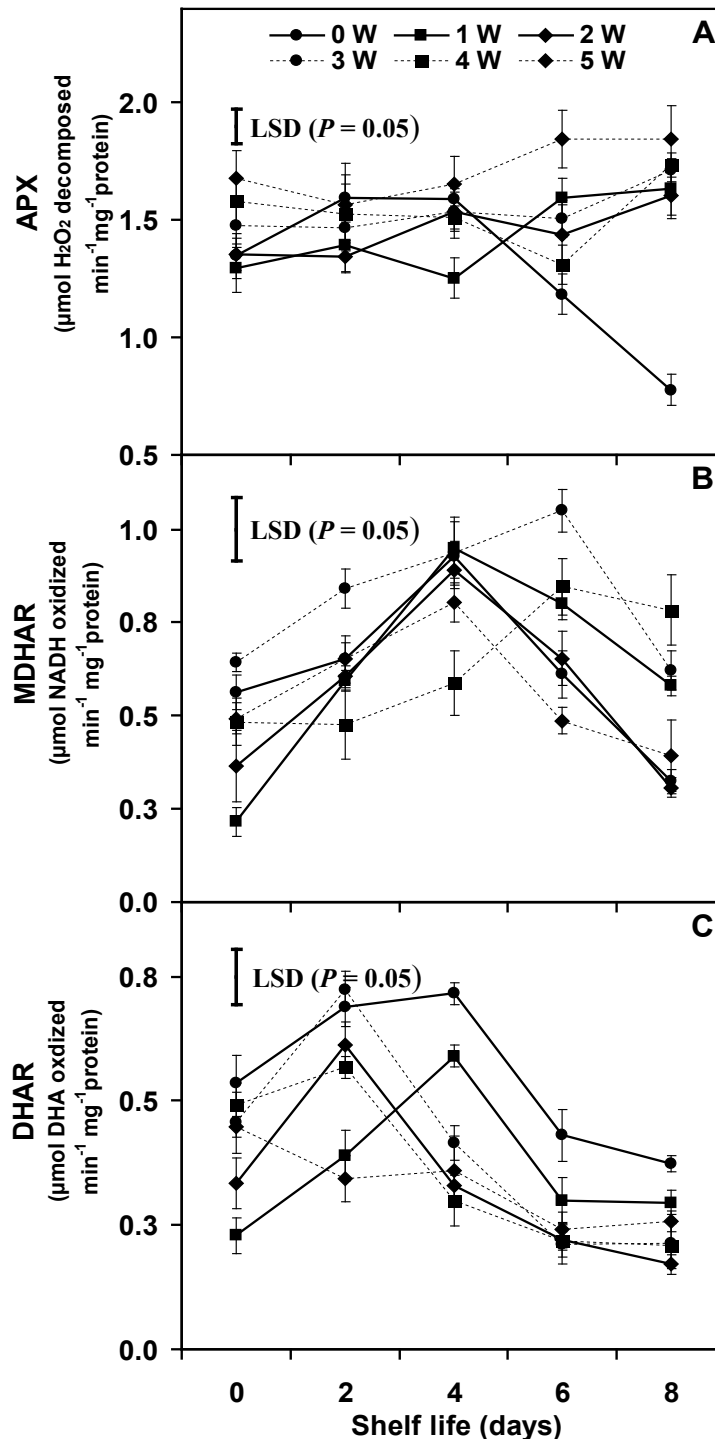 A
0 W 1 W 2 W
3 W 4 W 5 W
2.0
LSD (P = 0.05)
1.5
1.0
0.5
APX
(µmol H2O2 decomposed
min-1mg-1protein)
B
1.0
LSD (P = 0.05)
0.8
0.5
0.3
0.0
MDHAR
(µmol NADH oxidized
min-1 mg-1protein)
C
0.8
LSD (P = 0.05)
0.5
0.3
0.0
DHAR
(µmol DHA oxdized
min-1 mg-1protein)
0 2 4 6 8
Shelf life (days)